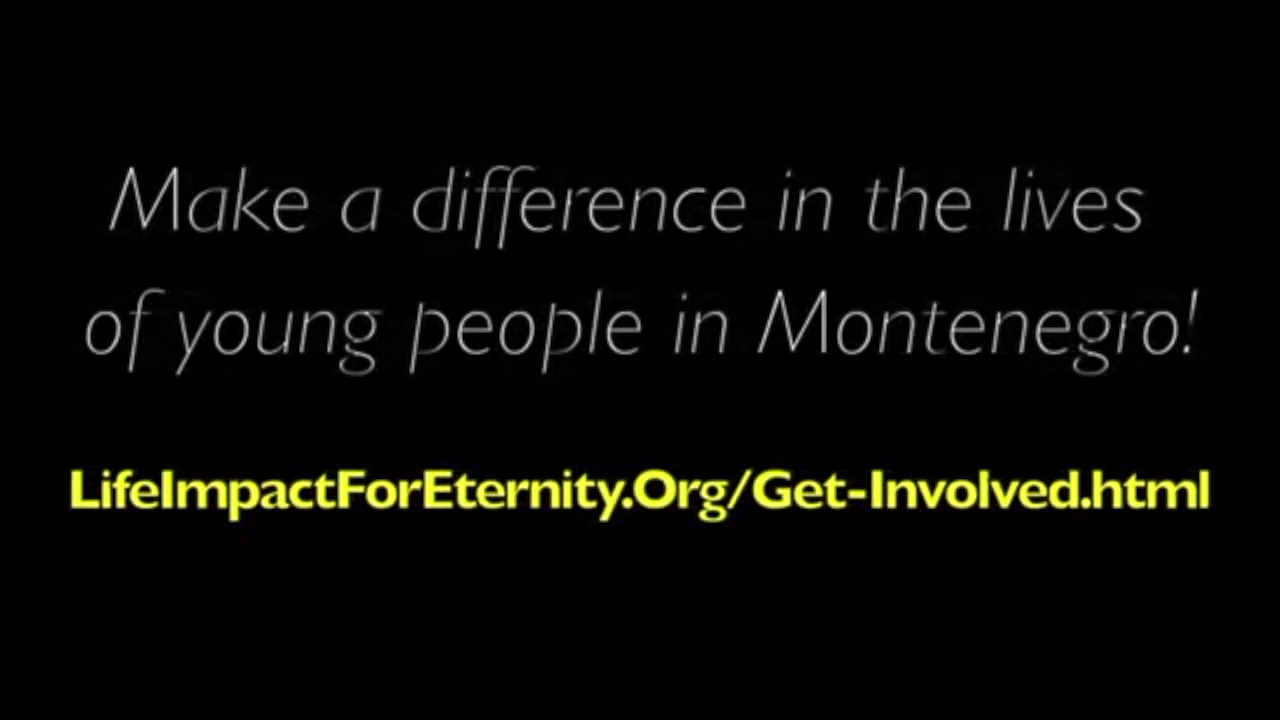 Make a difference in the lives
of young people in Montenegro!
LifeImpactForEternity.Org/Get-Involved.html